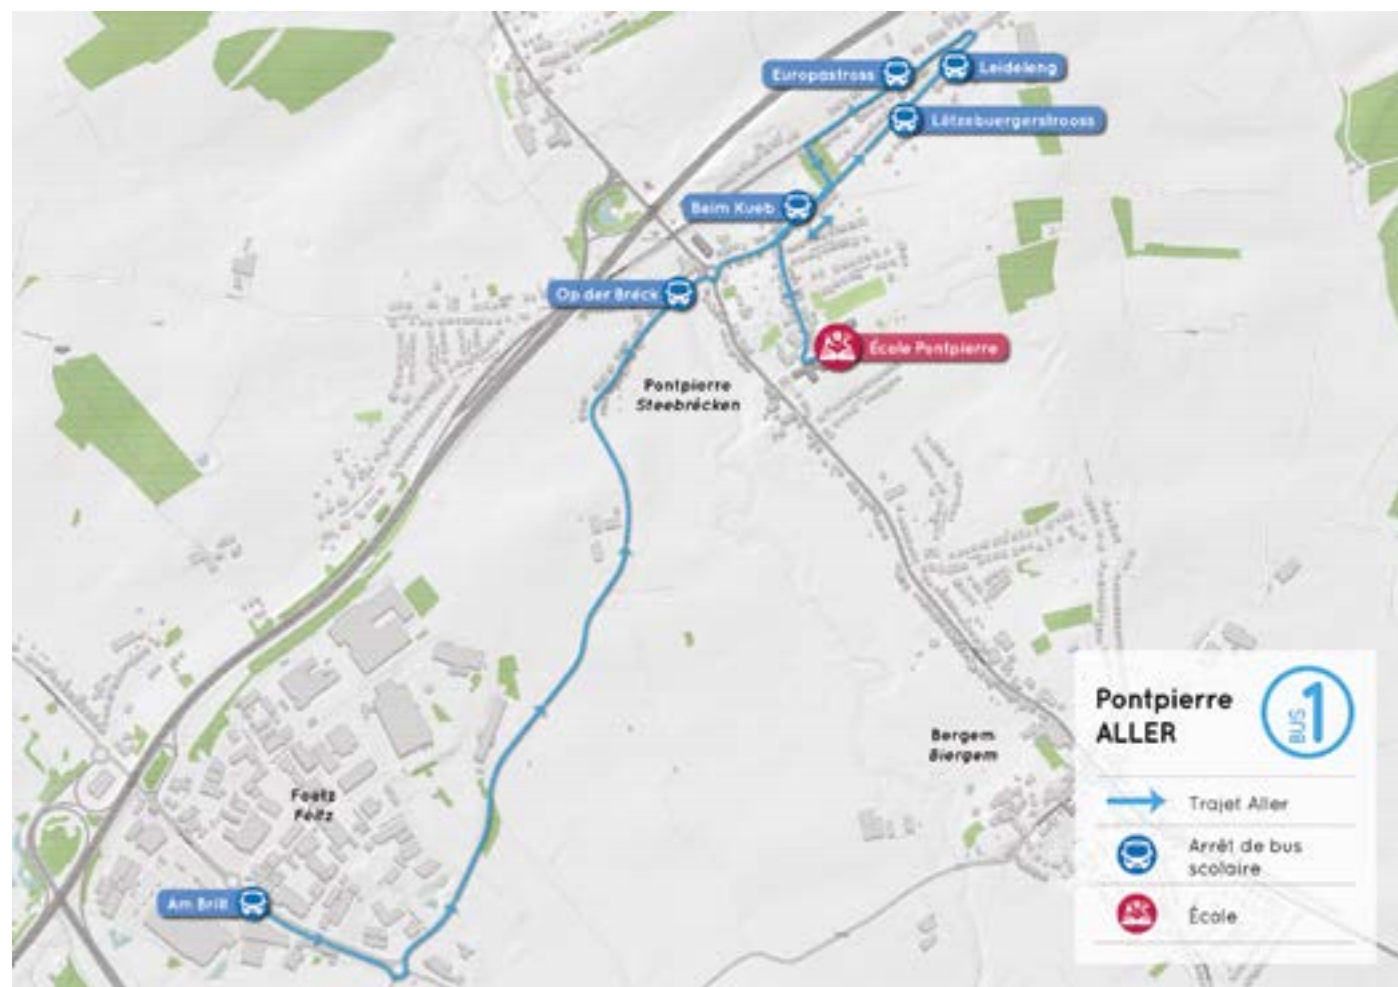 Europastross
Leideleng
Lëtzebuergerstrooss
Beim Kueb
Op der Bréck
École Pontpierre
Pontpierre
Steebrécken
Foetz
Féitz
Am Brill
Bergem
Biergem
Pontpierre
ALLER
BUS 1
Trajet Aller
Arrêt de bus
scolaire
École